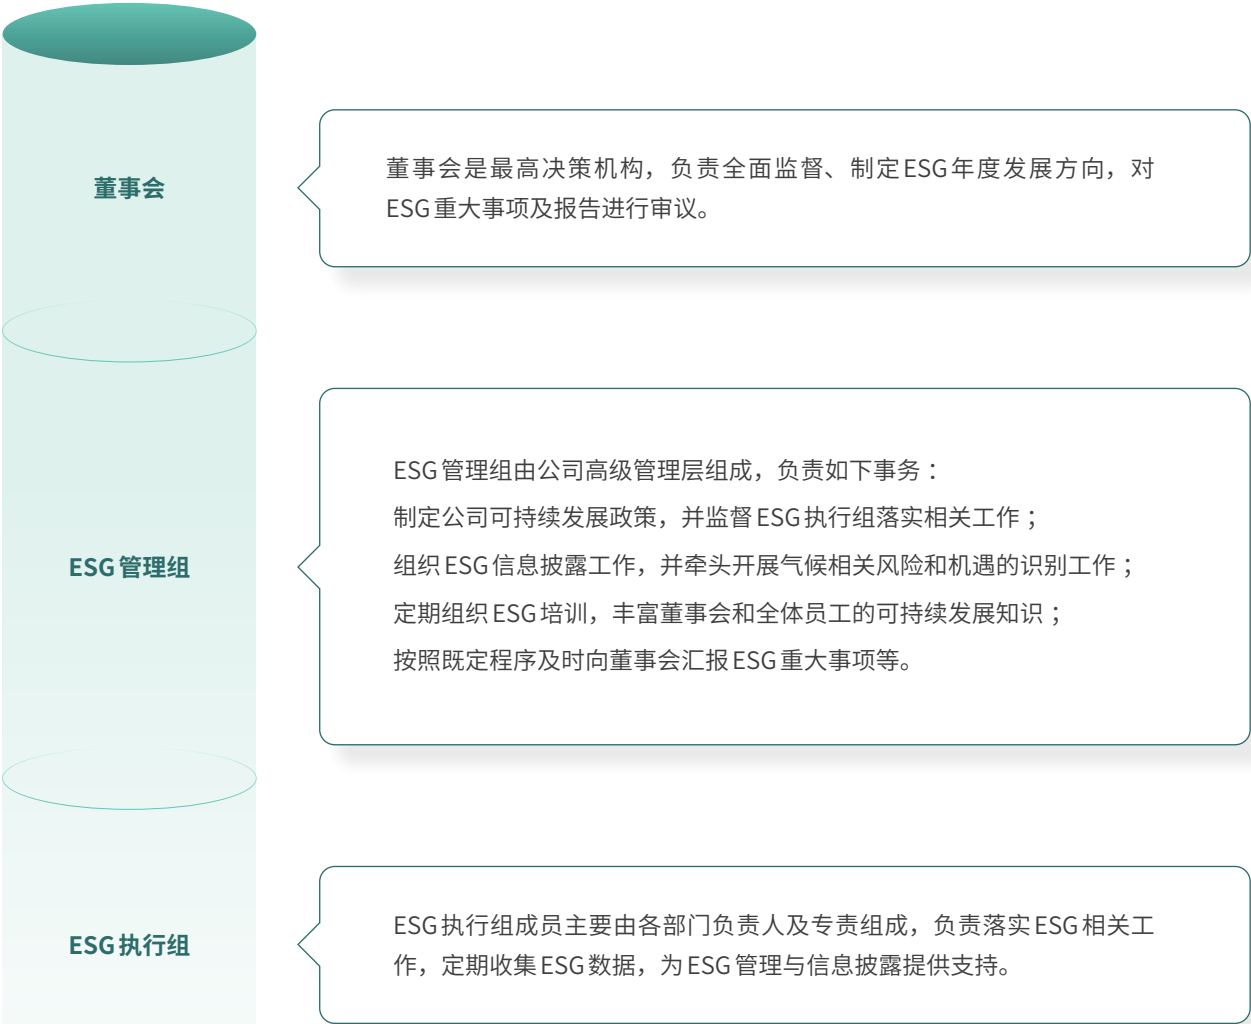 董事会
董事会是最高决策机构，负责全面监督、制定ESG年度发展方向，对
ESG重大事项及报告进行审议。
ESG管理组
ESG管理组由公司高级管理层组成，负责如下事务：
制定公司可持续发展政策，并监督ESG执行组落实相关工作；
组织ESG信息披露工作，并牵头开展气候相关风险和机遇的识别工作；
定期组织ESG培训，丰富董事会和全体员工的可持续发展知识；
按照既定程序及时向董事会汇报ESG重大事项等。
ESG执行组
ESG执行组成员主要由各部门负责人及专责组成，负责落实ESG相关工
作，定期收集ESG数据，为ESG管理与信息披露提供支持。